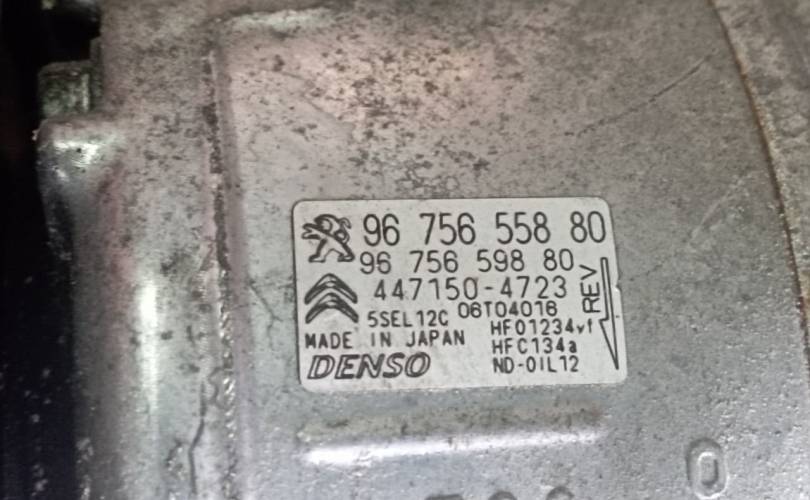 96 756 558 80
96 756 598 80
447150-4723
5SEL12C 06T04016
HF01234yf
MADE IN JAPAN
HFC134a
DENSO
ND-OIL12
REV